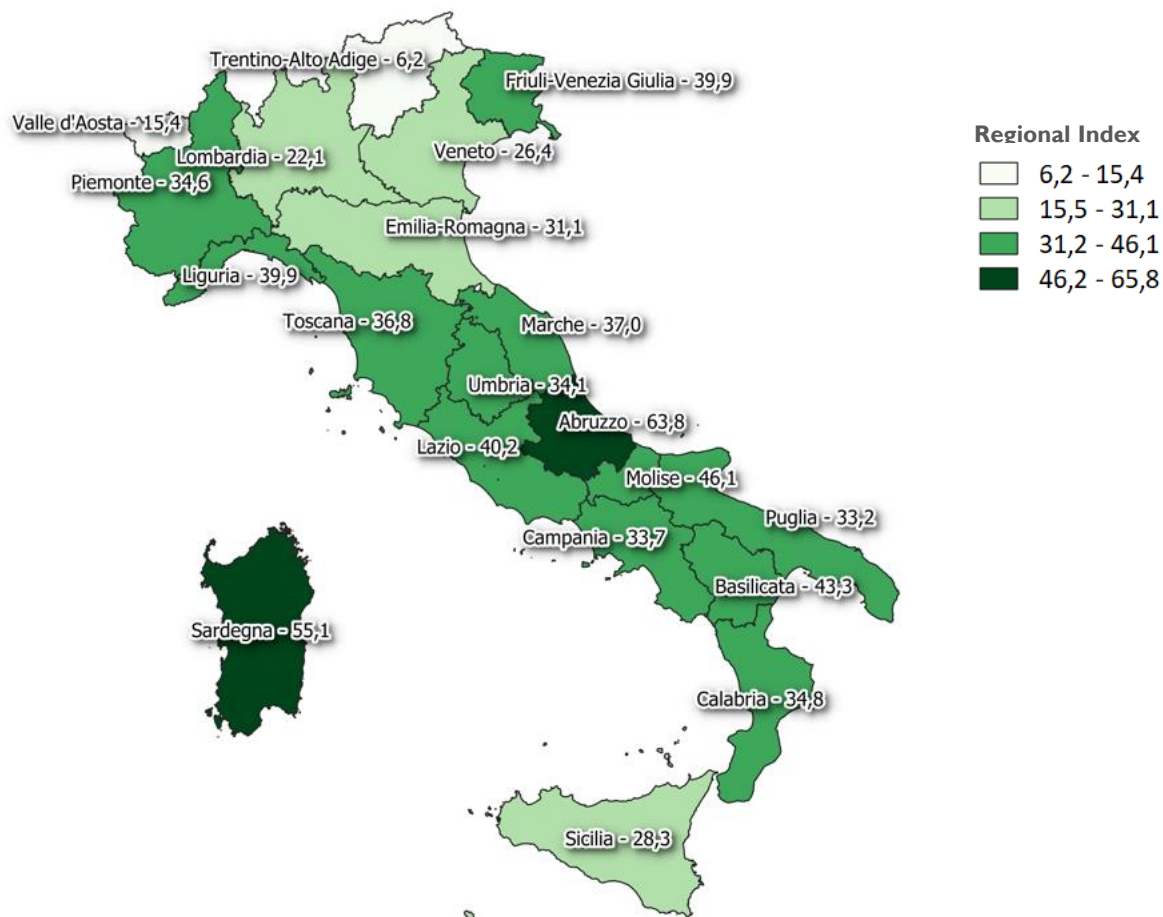 Trentino-Alto Adige - 6,2
Friuli-Venezia Giulia - 39,9
Valle d'Aosta - 15,4
Lombardia - 22,1
Veneto - 26,4
Piemonte - 34,6
Emilia-Romagna - 31,1
Liguria - 39,9
Toscana - 36,8
Marche - 37,0
Umbria - 34,1
Abruzzo - 63,8
Lazio - 40,2
Molise - 46,1
Puglia - 33,2
Campania - 33,7
Basilicata - 43,3
Sardegna - 55,1
Calabria - 34,8
Sicilia - 28,3
Regional Index
6,2 - 15,4
15,5 - 31,1
31,2 - 46,1
46,2 - 65,8